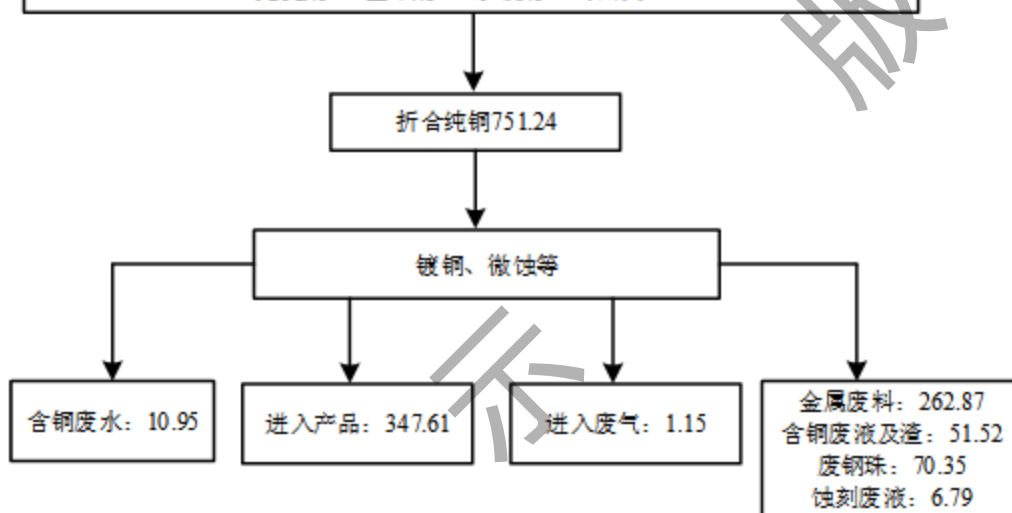 折合纯铜751.24
镀铜、微蚀等
含铜废水：10.95
进入产品：347.61
进入废气：1.15
金属废料：262.87
含铜废液及渣：51.52
废铜珠：70.35
蚀刻废液：6.79
版
示